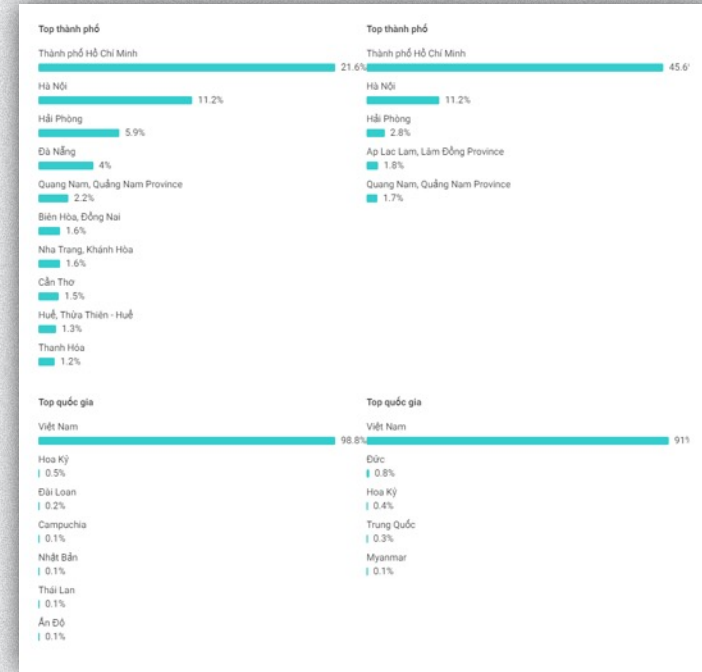 Top thành phố
Thành phố Hồ Chí Minh
21.6%
Hà Nội
11.2%
Hải Phòng
5.9%
Đà Nẵng
4%
Quang Nam, Quảng Nam Province
2.2%
Biên Hòa, Đồng Nai
1.6%
Nha Trang, Khánh Hòa
1.6%
Cần Thơ
1.5%
Huế, Thừa Thiên - Huế
1.3%
Thanh Hóa
1.2%
Top quốc gia
Việt Nam
98.8%
Hoa Kỳ
0.5%
Đài Loan
0.2%
Campuchia
0.1%
Nhật Bản
0.1%
Thái Lan
0.1%
Ấn Độ
0.1%
Top thành phố
Thành phố Hồ Chí Minh
45.6
Hà Nội
11.2%
Hải Phòng
2.8%
Ap Lac Lam, Lâm Đồng Province
1.8%
Quang Nam, Quảng Nam Province
1.7%
Top quốc gia
Việt Nam
Đức
0.8%
Hoa Kỳ
0.4%
Trung Quốc
0.3%
Myanmar
0.1%